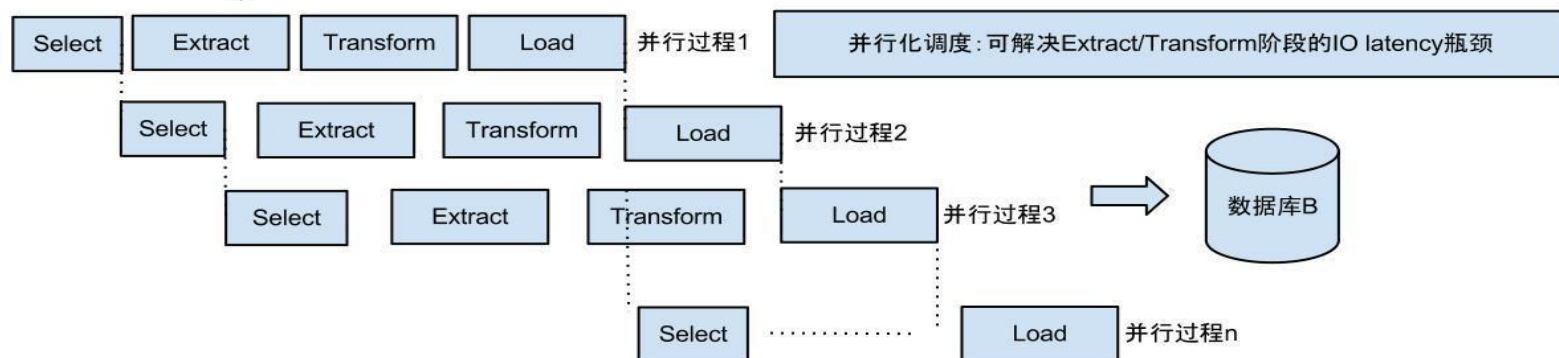 Select Extract Transform Load 并行过程1 并行化调度:可解决Extract/Transform阶段的IO latency瓶颈
Select Extract Transform Load 并行过程2
Select Extract Transform Load 并行过程3 数据库B
Select Load 并行过程n